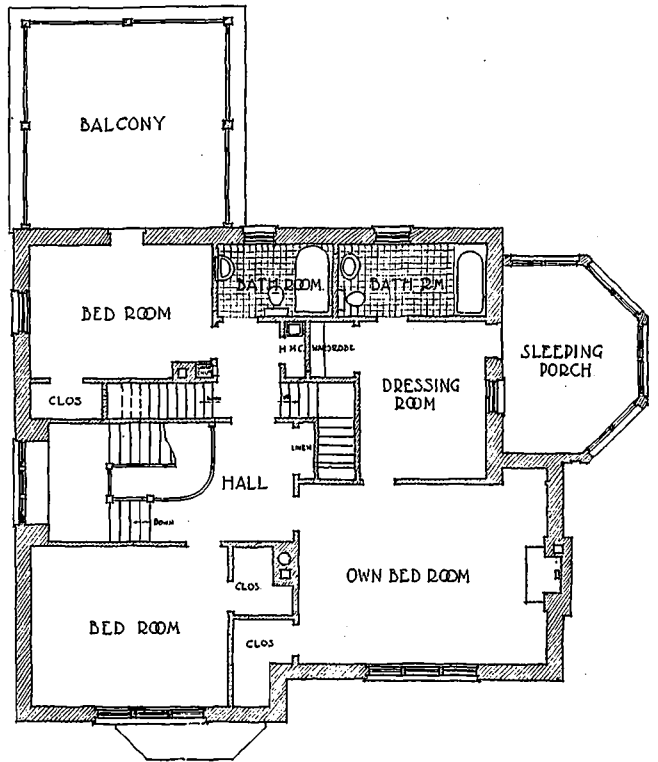 BALCONY
BATH ROOM.
BATH RM.
BED ROOM
H.M.C.
WARDROBE
SLEEPING
PORCH
DRESSING
ROOM
CLOS
LINEN
HALL
DOWN
OWN BED ROOM
CLOS.
BED ROOM
CLOS